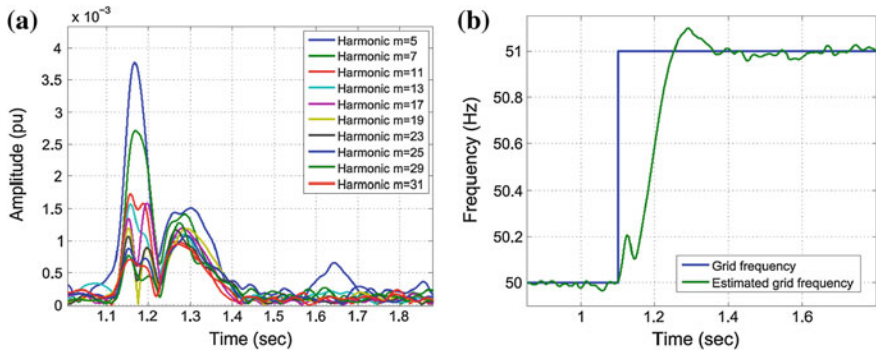 (a)
x 10⁻³
4
3.5
3
2.5
2
1.5
1
0.5
0
Amplitude (pu)
1.1 1.2 1.3 1.4 1.5 1.6 1.7 1.8
Time (sec)
Harmonic m=5
Harmonic m=7
Harmonic m=11
Harmonic m=13
Harmonic m=17
Harmonic m=19
Harmonic m=23
Harmonic m=25
Harmonic m=29
Harmonic m=31
(b)
51
50.8
50.6
50.4
50.2
50
Frequency (Hz)
1 1.2 1.4 1.6
Time (sec)
Grid frequency
Estimated grid frequency